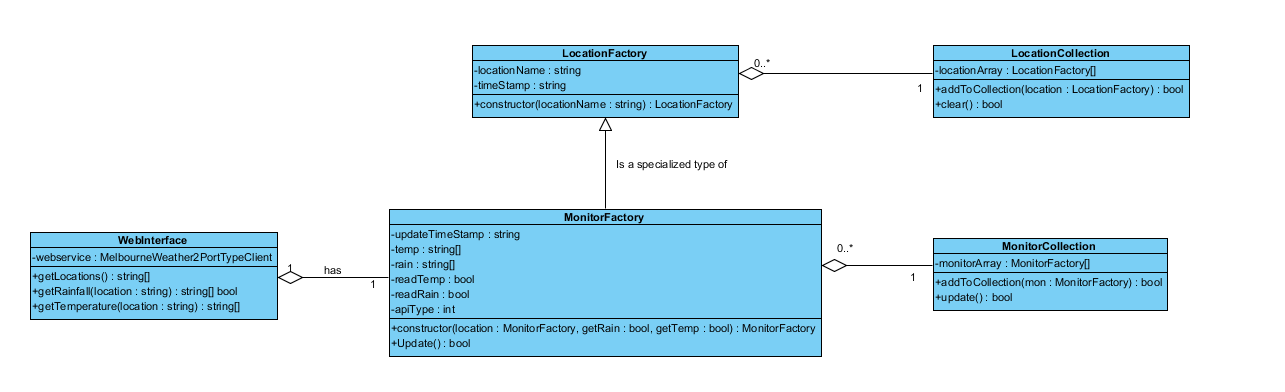 LocationFactory
-locationName : string
-timeStamp : string
+constructor(locationName : string) : LocationFactory
0..*
1
LocationCollection
-locationArray : LocationFactory[]
+addToCollection(location : LocationFactory) : bool
+clear() : bool
Is a specialized type of
WebInterface
-webservice : MelbourneWeather2PortTypeClient
+getLocations() : string[]
+getRainfall(location : string) : string[] bool
+getTemperature(location : string) : string[]
1
has
1
MonitorFactory
-updateTimeStamp : string
-temp : string[]
-rain : string[]
-readTemp : bool
-readRain : bool
-apiType : int
+constructor(location : MonitorFactory, getRain : bool, getTemp : bool) : MonitorFactory
+Update() : bool
0..*
1
MonitorCollection
-monitorArray : MonitorFactory[]
+addToCollection(mon : MonitorFactory) : bool
+update() : bool